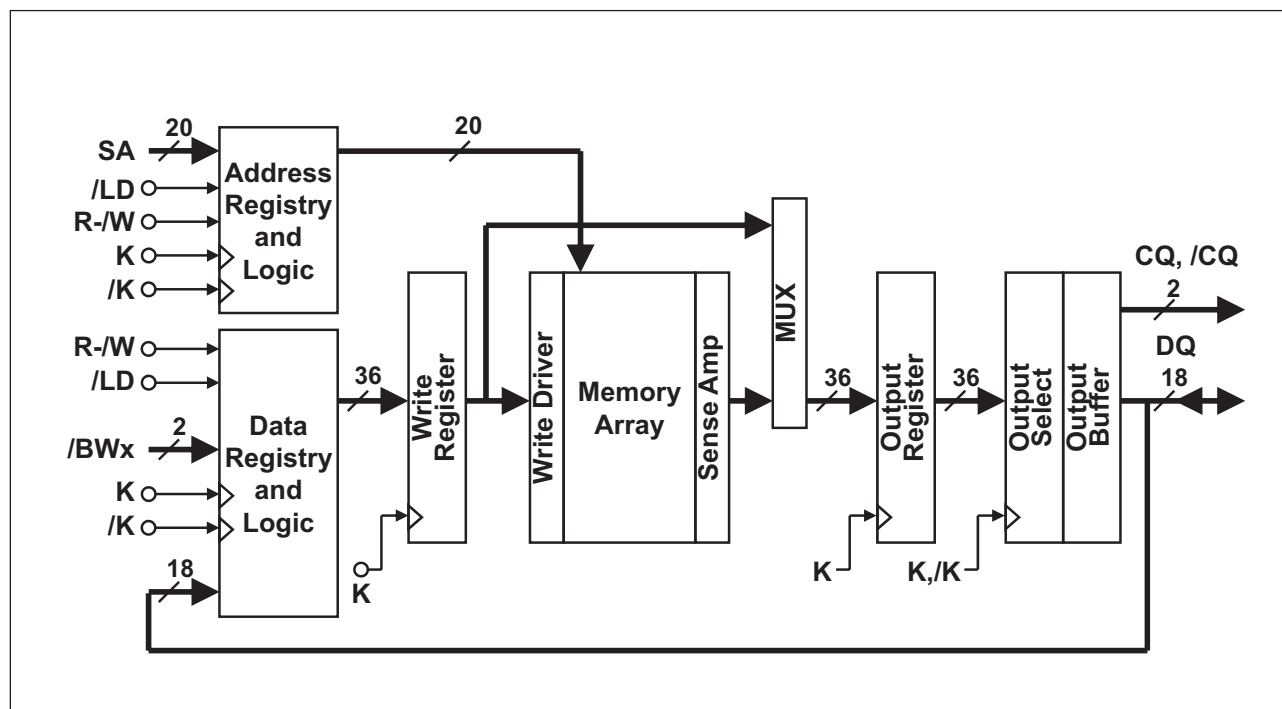 SA
20
/LD
R-/W
K
/K
Address
Registry
and
Logic
20
R-/W
/LD
/BWx
2
K
/K
18
Data
Registry
and
Logic
36
Write
Register
K
Write Driver
Memory
Array
Sense Amp
MUX
36
Output
Register
K
36
Output
Select
Output
Buffer
K,/K
CQ, /CQ
2
DQ
18